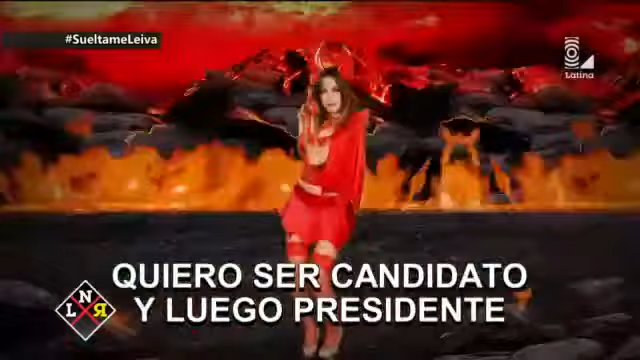 #SueltameLeiva
Latina
QUIERO SER CANDIDATO
Y LUEGO PRESIDENTE
L N R